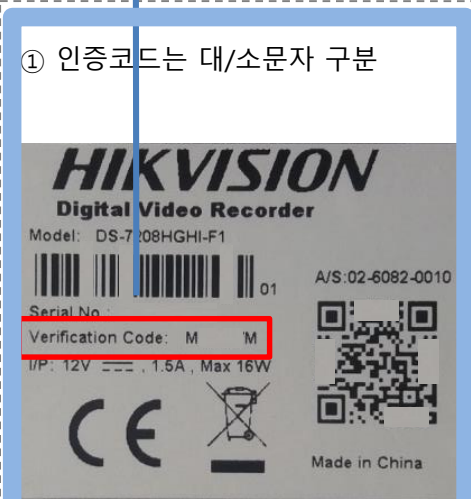 ① 인증코드는 대/소문자 구분
HIKVISION
Digital Video Recorder
Model: DS-7208HGHI-F1
01
A/S:02-6082-0010
Serial No :
Verification Code: M M
I/P: 12V , 1.5A , Max 16W
CE
Made in China